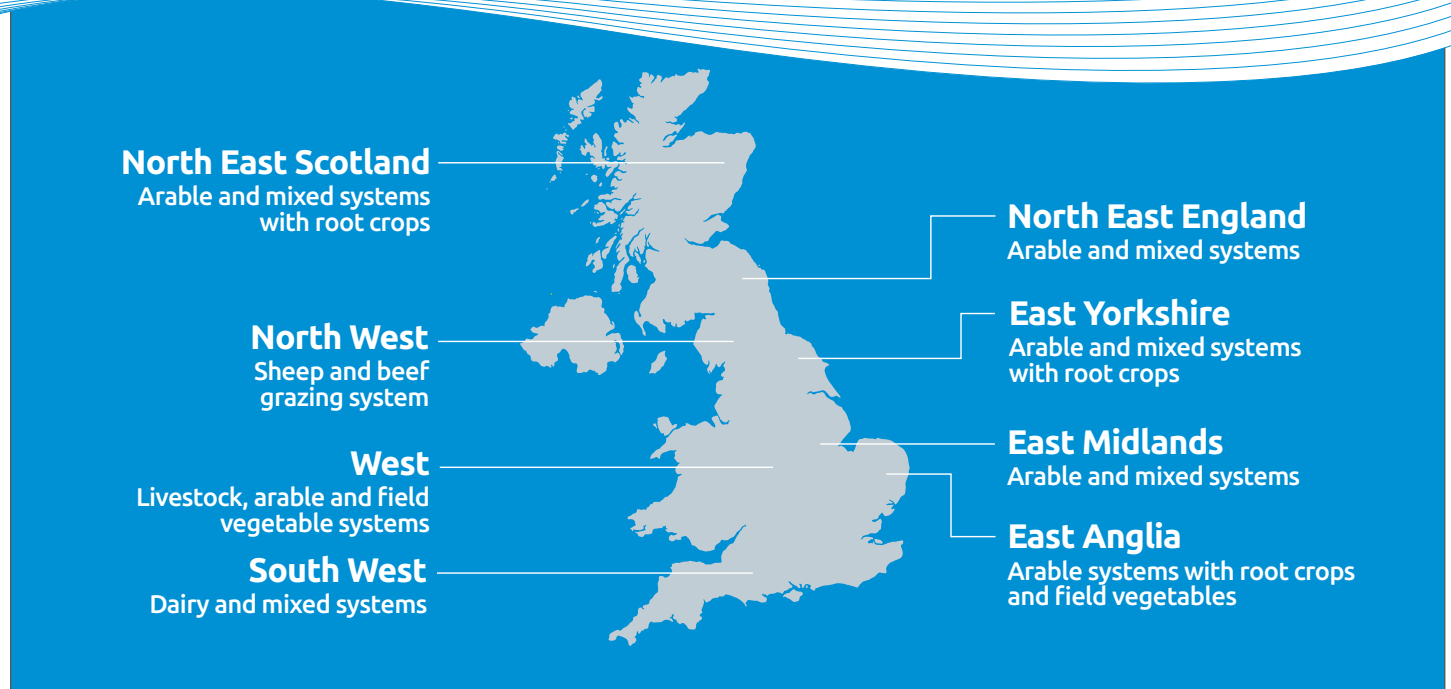 North East Scotland
Arable and mixed systems
with root crops
North West
Sheep and beef
grazing system
West
Livestock, arable and field
vegetable systems
South West
Dairy and mixed systems
North East England
Arable and mixed systems
East Yorkshire
Arable and mixed systems
with root crops
East Midlands
Arable and mixed systems
East Anglia
Arable systems with root crops
and field vegetables